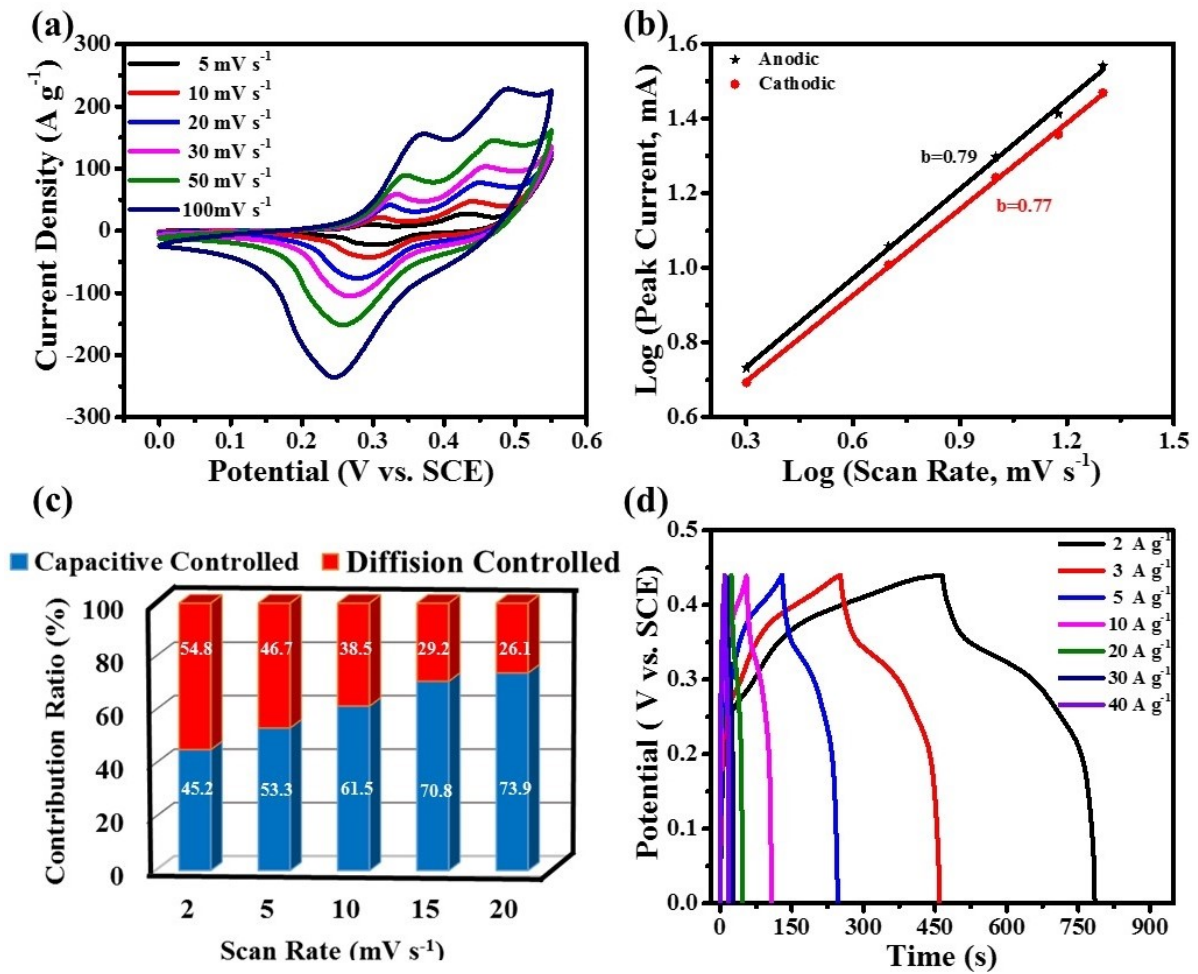 (a)
300
200
100
0
-100
-200
-300
Current Density (A g⁻¹)
5 mV s⁻¹
10 mV s⁻¹
20 mV s⁻¹
30 mV s⁻¹
50 mV s⁻¹
100mV s⁻¹
0.0 0.1 0.2 0.3 0.4 0.5 0.6
Potential (V vs. SCE)
(b)
1.6
1.4
1.2
1.0
0.8
0.6
Log (Peak Current, mA)
Anodic
Cathodic
b=0.79
b=0.77
0.3 0.6 0.9 1.2 1.5
Log (Scan Rate, mV s⁻¹)
(c)
Capacitive Controlled Diffision Controlled
100
80
60
40
20
0
Contribution Ratio (%)
54.8 46.7 38.5 29.2 26.1
45.2 53.3 61.5 70.8 73.9
2 5 10 15 20
Scan Rate (mV s⁻¹)
(d)
0.5
0.4
0.3
0.2
0.1
0.0
Potential ( V vs. SCE)
2 A g⁻¹
3 A g⁻¹
5 A g⁻¹
10 A g⁻¹
20 A g⁻¹
30 A g⁻¹
40 A g⁻¹
0 150 300 450 600 750 900
Time (s)